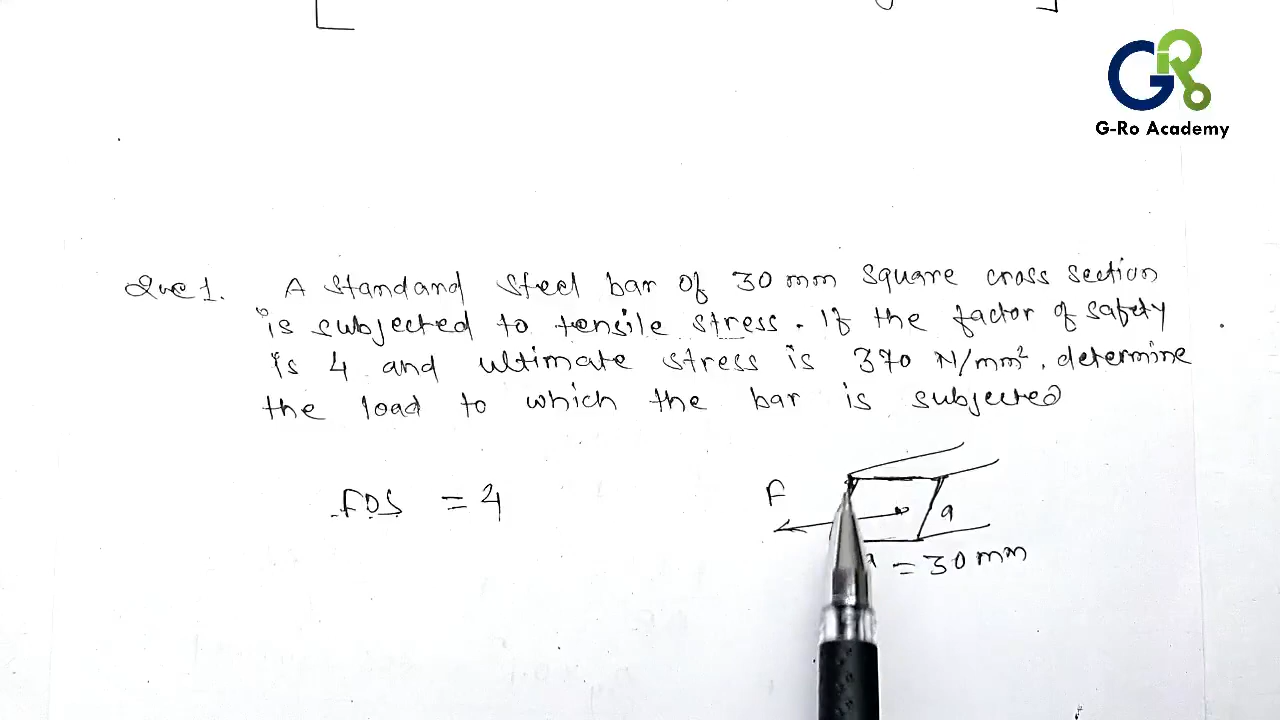 GR
G-Ro Academy
Que 1. A standard steel bar of 30 mm square cross section
is subjected to tensile stress. If the factor of safety
is 4 and ultimate stress is 370 N/mm². determine
the load to which the bar is subjected
FOS = 4
F
a
= 30 mm